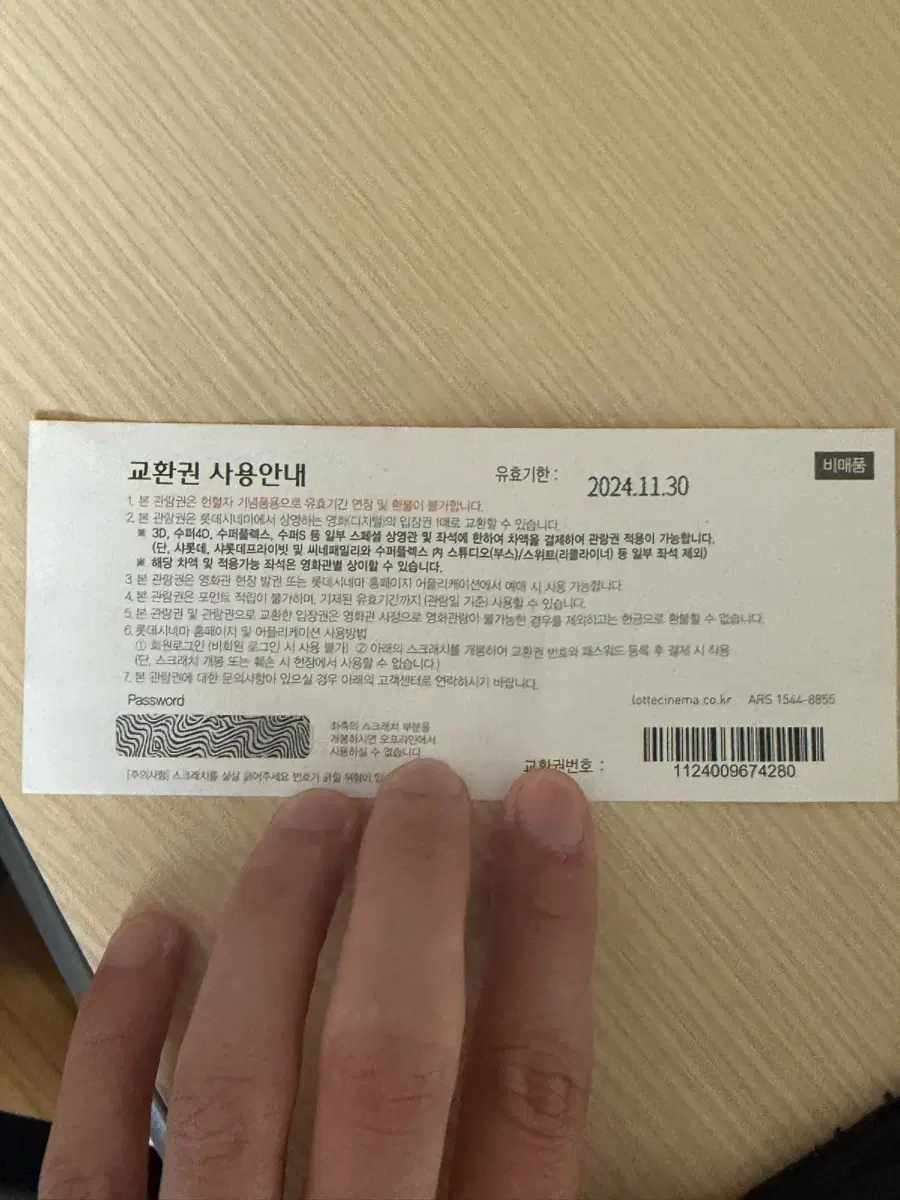 교환권 사용안내
유효기한 : 2024.11.30
비매품
1. 본 관람권은 헌혈자 기념품용으로 유효기간 연장 및 환불이 불가합니다.
2. 본 관람권은 롯데시네마에서 상영하는 영화(디지털)의 입장권 1매로 교환할 수 있습니다.
※ 3D, 수퍼4D, 수퍼플렉스, 수퍼S 등 일부 스페셜 상영관 및 좌석에 한하여 차액을 결제하여 관람권 적용이 가능합니다.
(단, 샤롯데, 샤롯데프라이빗 및 씨네패밀리와 수퍼플렉스 內 스튜디오(부스)/스위트(리클라이너) 등 일부 좌석 제외)
※ 해당 차액 및 적용가능 좌석은 영화관별 상이할 수 있습니다.
3. 본 관람권은 영화관 현장 발권 또는 롯데시네마 홈페이지 어플리케이션에서 예매 시 사용 가능합니다.
4. 본 관람권은 포인트 적립이 불가하며, 기재된 유효기간까지 (관람일 기준) 사용할 수 있습니다.
5. 본 관람권 및 관람권으로 교환한 입장권은 영화관 사정으로 영화관람이 불가능한 경우를 제외하고는 현금으로 환불할 수 없습니다.
6. 롯데시네마 홈페이지 및 어플리케이션 사용방법
① 회원로그인 (비회원 로그인 시 사용 불가) ② 아래의 스크래치를 개봉하여 교환권 번호와 패스워드 등록 후 결제 시 적용
(단, 스크래치 개봉 또는 훼손 시 현장에서 사용할 수 없습니다.)
7. 본 관람권에 대한 문의사항이 있으실 경우 아래의 고객센터로 연락하시기 바랍니다.
Password
lottecinema.co.kr ARS 1544-8855
좌측의 스크래치 부분을
개봉하시면 오프라인에서
사용하실 수 없습니다
[주의사항] 스크래치를 살살 긁어주세요 번호가 긁힐 위험이 있
교환권번호 :
1124009674280